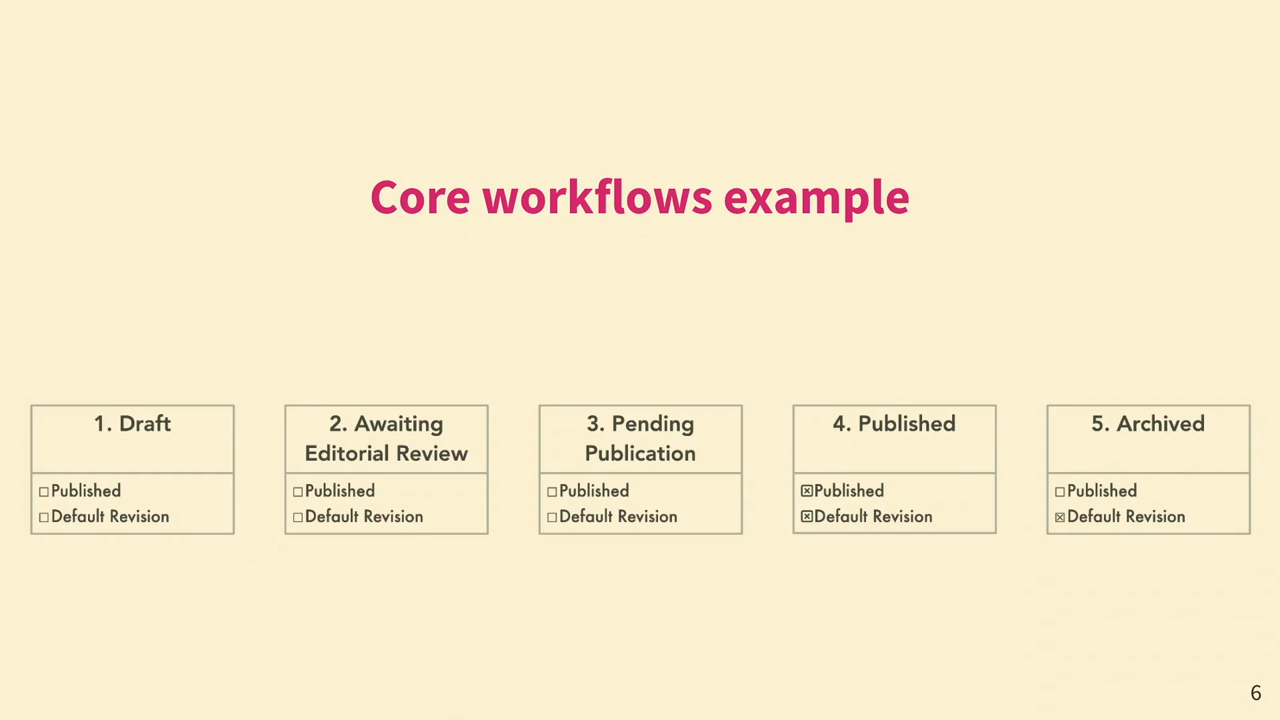 Core workflows example
1. Draft
☐Published
☐Default Revision
2. Awaiting
Editorial Review
☐Published
☐Default Revision
3. Pending
Publication
☐Published
☐Default Revision
4. Published
☒Published
☒Default Revision
5. Archived
☐Published
☒Default Revision
6